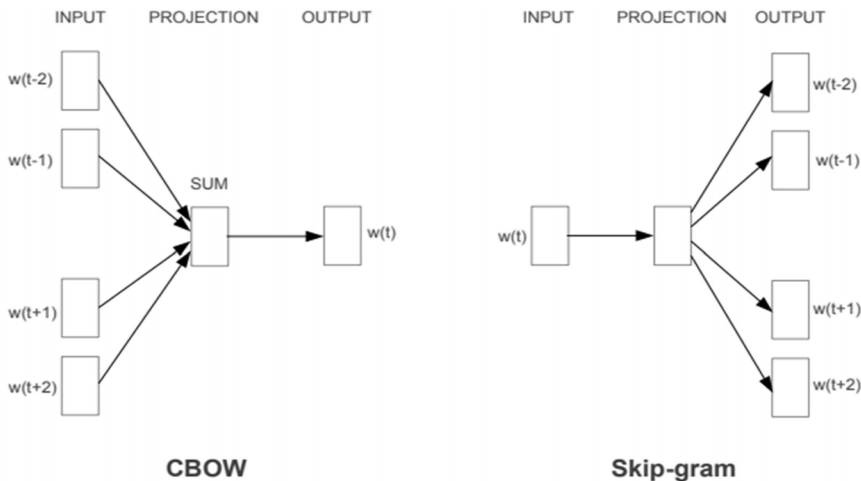 INPUT PROJECTION OUTPUT
w(t-2)
w(t-1)
SUM
w(t)
w(t+1)
w(t+2)
CBOW
INPUT PROJECTION OUTPUT
w(t-2)
w(t-1)
w(t)
w(t+1)
w(t+2)
Skip-gram